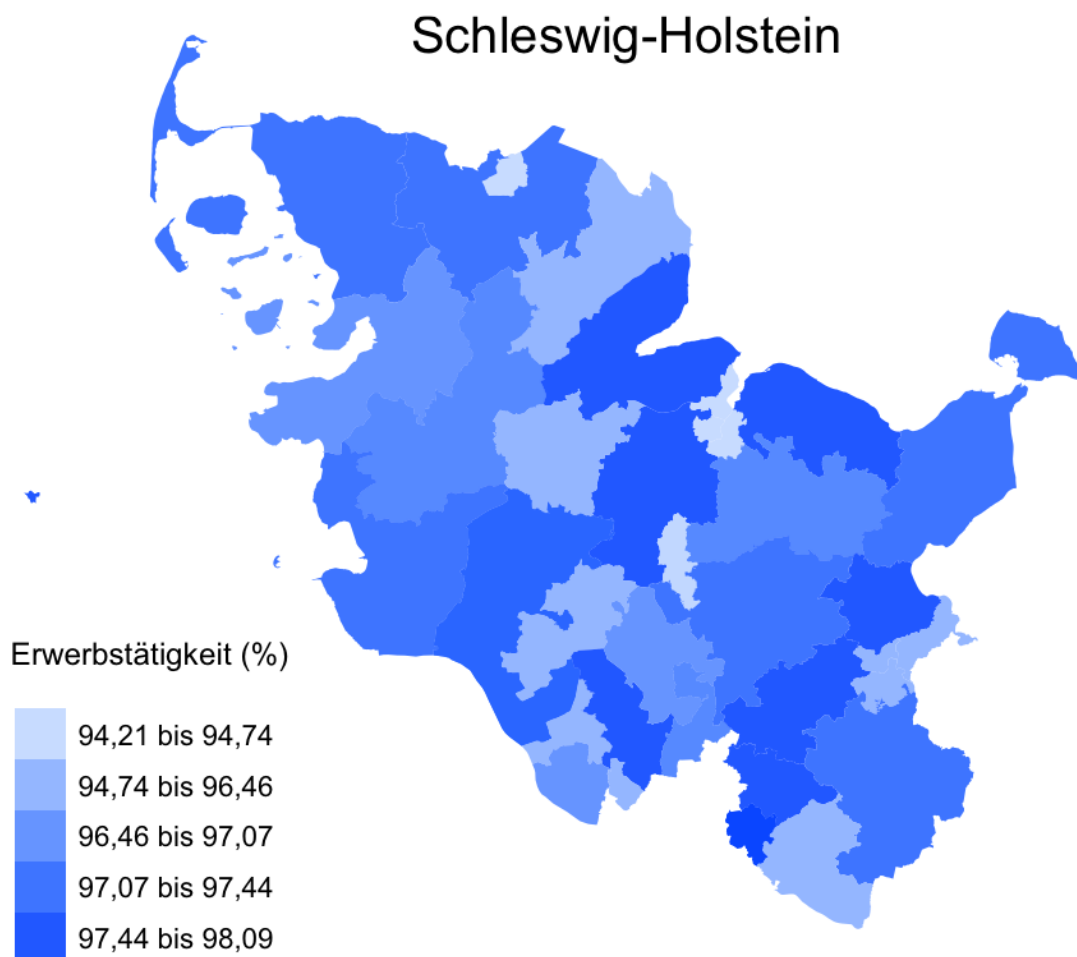 Schleswig-Holstein
Erwerbstätigkeit (%)
94,21 bis 94,74
94,74 bis 96,46
96,46 bis 97,07
97,07 bis 97,44
97,44 bis 98,09